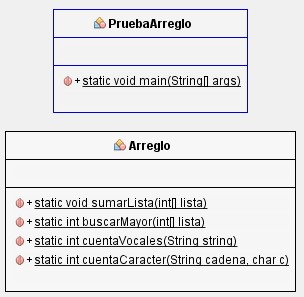 PruebaArreglo
+ static void main(String[] args)
Arreglo
+ static void sumarLista(int[] lista)
+ static int buscarMayor(int[] lista)
+ static int cuentaVocales(String string)
+ static int cuentaCaracter(String cadena, char c)